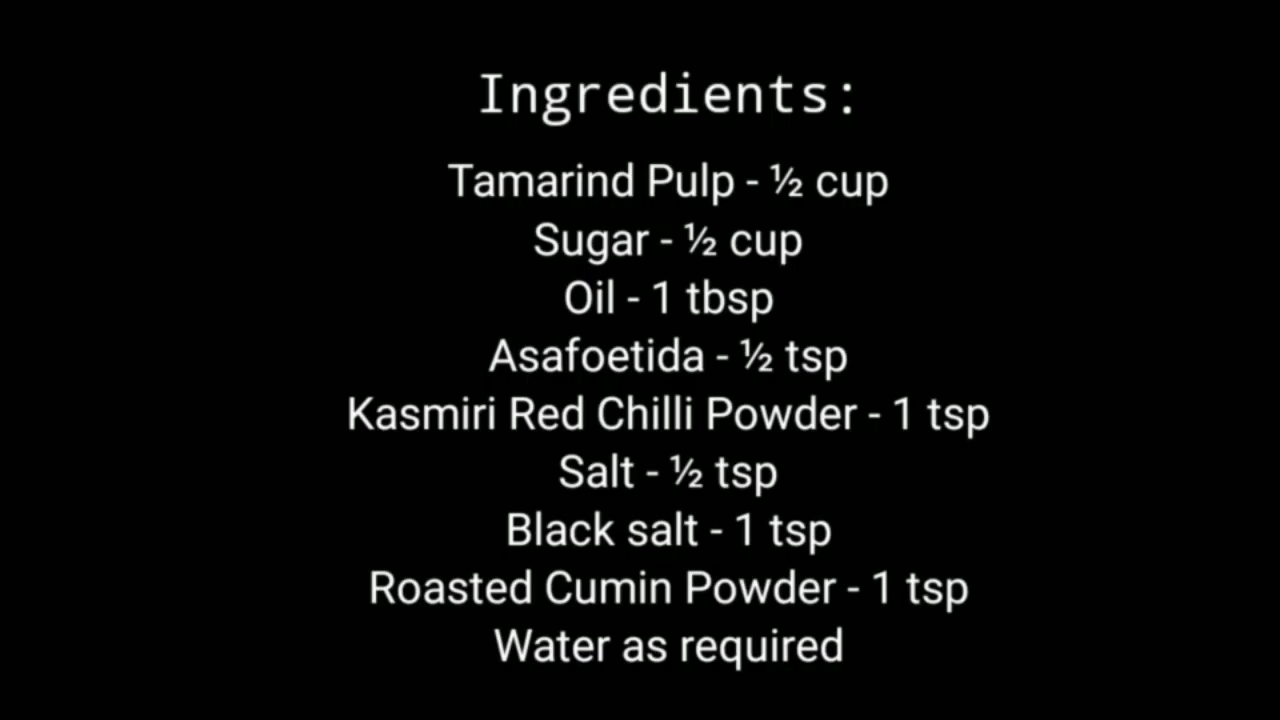 Ingredients:
Tamarind Pulp - ½ cup
Sugar - ½ cup
Oil - 1 tbsp
Asafoetida - ½ tsp
Kasmiri Red Chilli Powder - 1 tsp
Salt - ½ tsp
Black salt - 1 tsp
Roasted Cumin Powder - 1 tsp
Water as required